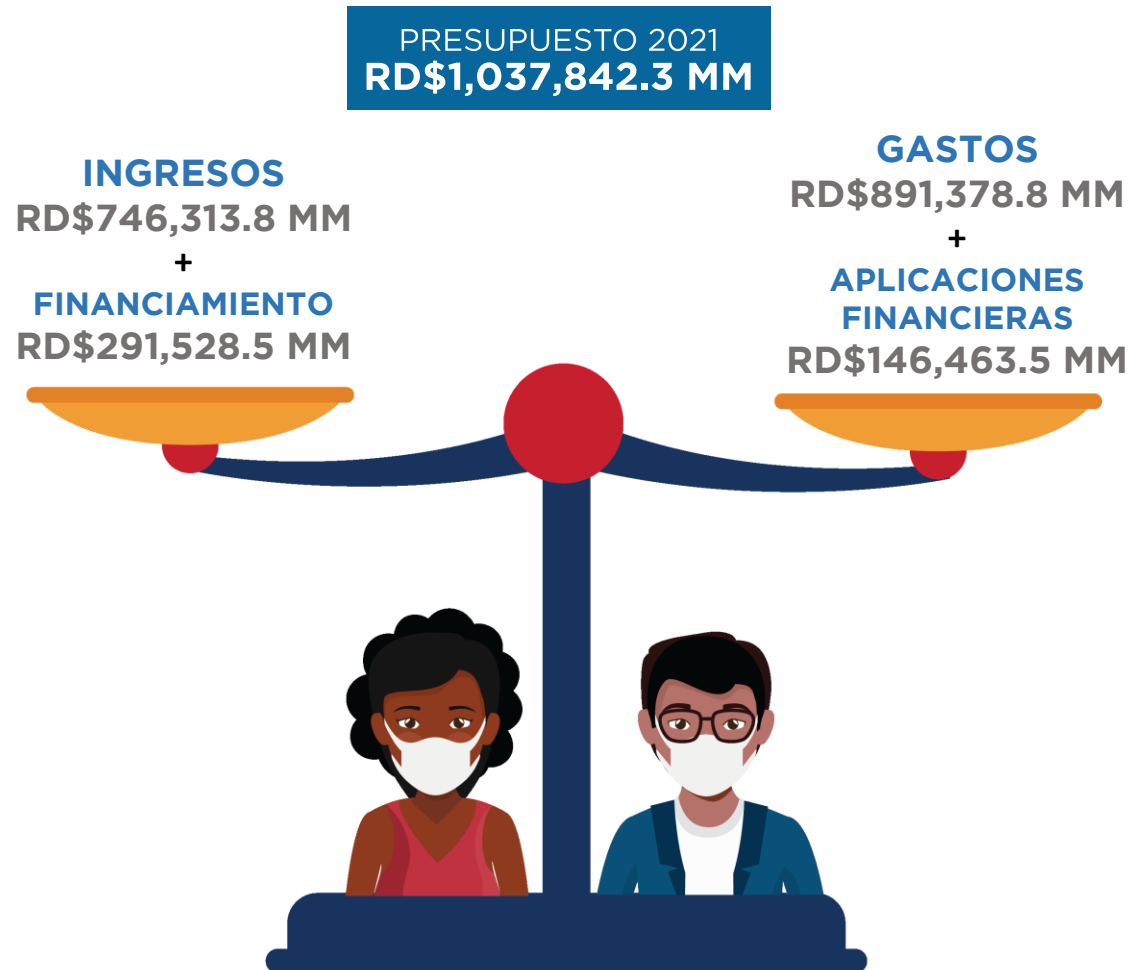 PRESUPUESTO 2021
RD$1,037,842.3 MM
INGRESOS
RD$746,313.8 MM
+
FINANCIAMIENTO
RD$291,528.5 MM
GASTOS
RD$891,378.8 MM
+
APLICACIONES
FINANCIERAS
RD$146,463.5 MM